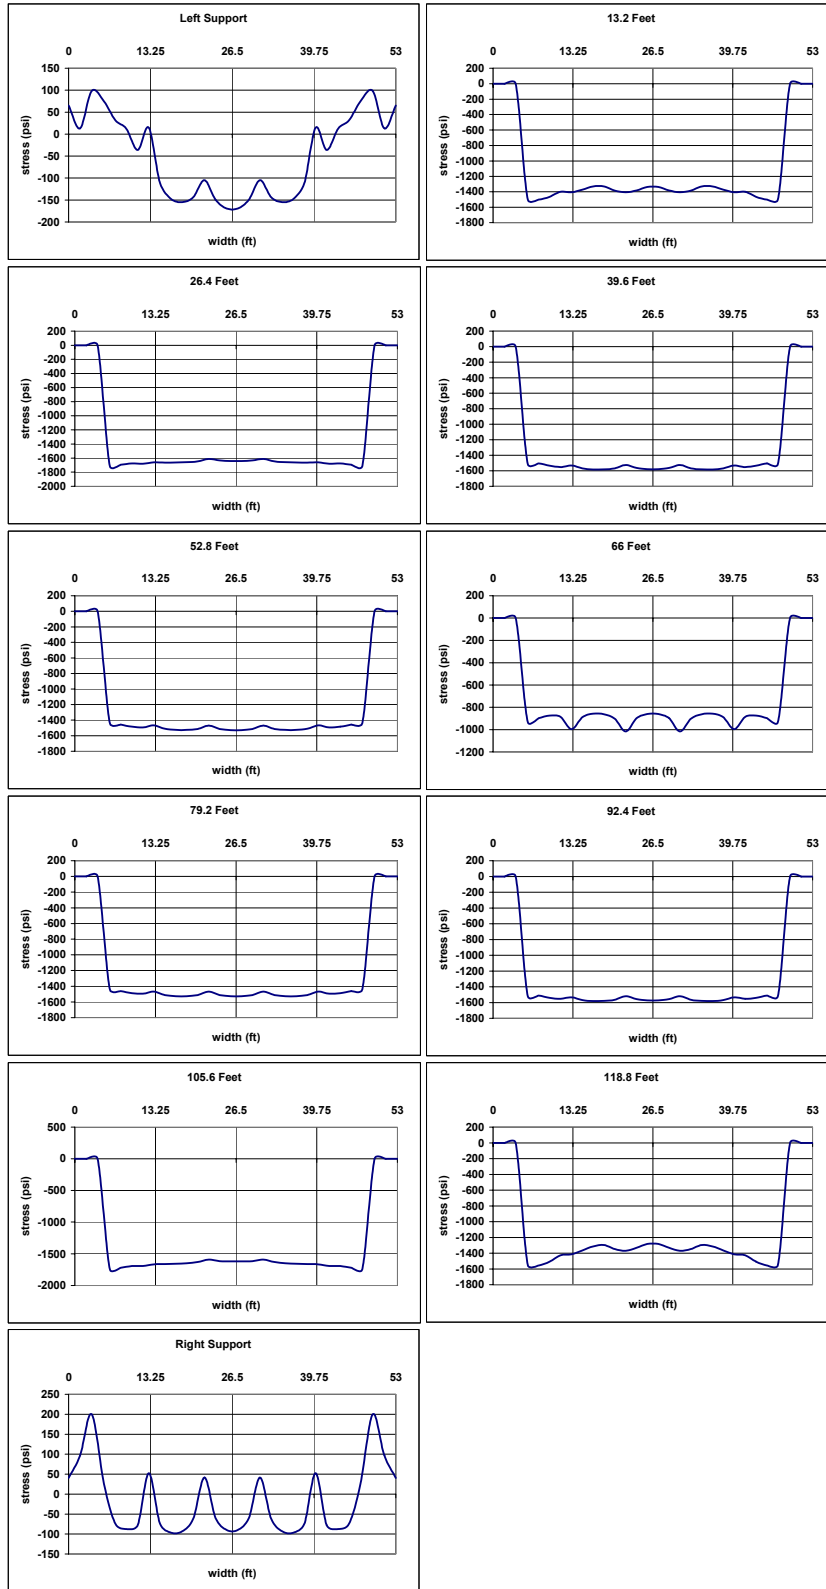 Left Support
0 13.25 26.5 39.75 53
150
100
50
0
-50
-100
-150
-200
stress (psi)
width (ft)
13.2 Feet
0 13.25 26.5 39.75 53
200
0
-200
-400
-600
-800
-1000
-1200
-1400
-1600
-1800
stress (psi)
width (ft)
26.4 Feet
0 13.25 26.5 39.75 53
200
0
-200
-400
-600
-800
-1000
-1200
-1400
-1600
-1800
-2000
stress (psi)
width (ft)
39.6 Feet
0 13.25 26.5 39.75 53
200
0
-200
-400
-600
-800
-1000
-1200
-1400
-1600
-1800
stress (psi)
width (ft)
52.8 Feet
0 13.25 26.5 39.75 53
200
0
-200
-400
-600
-800
-1000
-1200
-1400
-1600
-1800
stress (psi)
width (ft)
66 Feet
0 13.25 26.5 39.75 53
200
0
-200
-400
-600
-800
-1000
-1200
stress (psi)
width (ft)
79.2 Feet
0 13.25 26.5 39.75 53
200
0
-200
-400
-600
-800
-1000
-1200
-1400
-1600
-1800
stress (psi)
width (ft)
92.4 Feet
0 13.25 26.5 39.75 53
200
0
-200
-400
-600
-800
-1000
-1200
-1400
-1600
-1800
stress (psi)
width (ft)
105.6 Feet
0 13.25 26.5 39.75 53
500
0
-500
-1000
-1500
-2000
stress (psi)
width (ft)
118.8 Feet
0 13.25 26.5 39.75 53
200
0
-200
-400
-600
-800
-1000
-1200
-1400
-1600
-1800
stress (psi)
width (ft)
Right Support
0 13.25 26.5 39.75 53
250
200
150
100
50
0
-50
-100
-150
stress (psi)
width (ft)